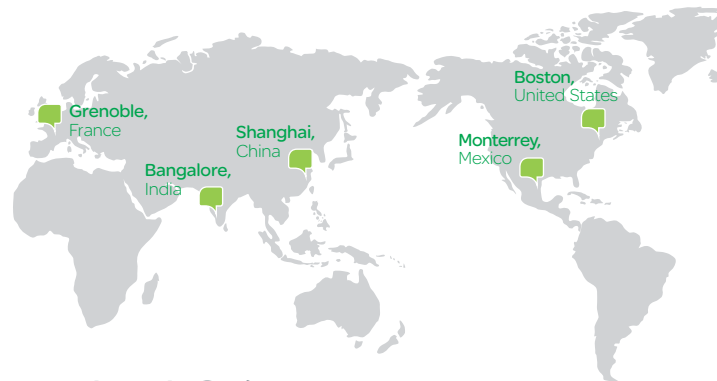 Boston,
United States
Grenoble,
France
Shanghai,
China
Monterrey,
Mexico
Bangalore,
India